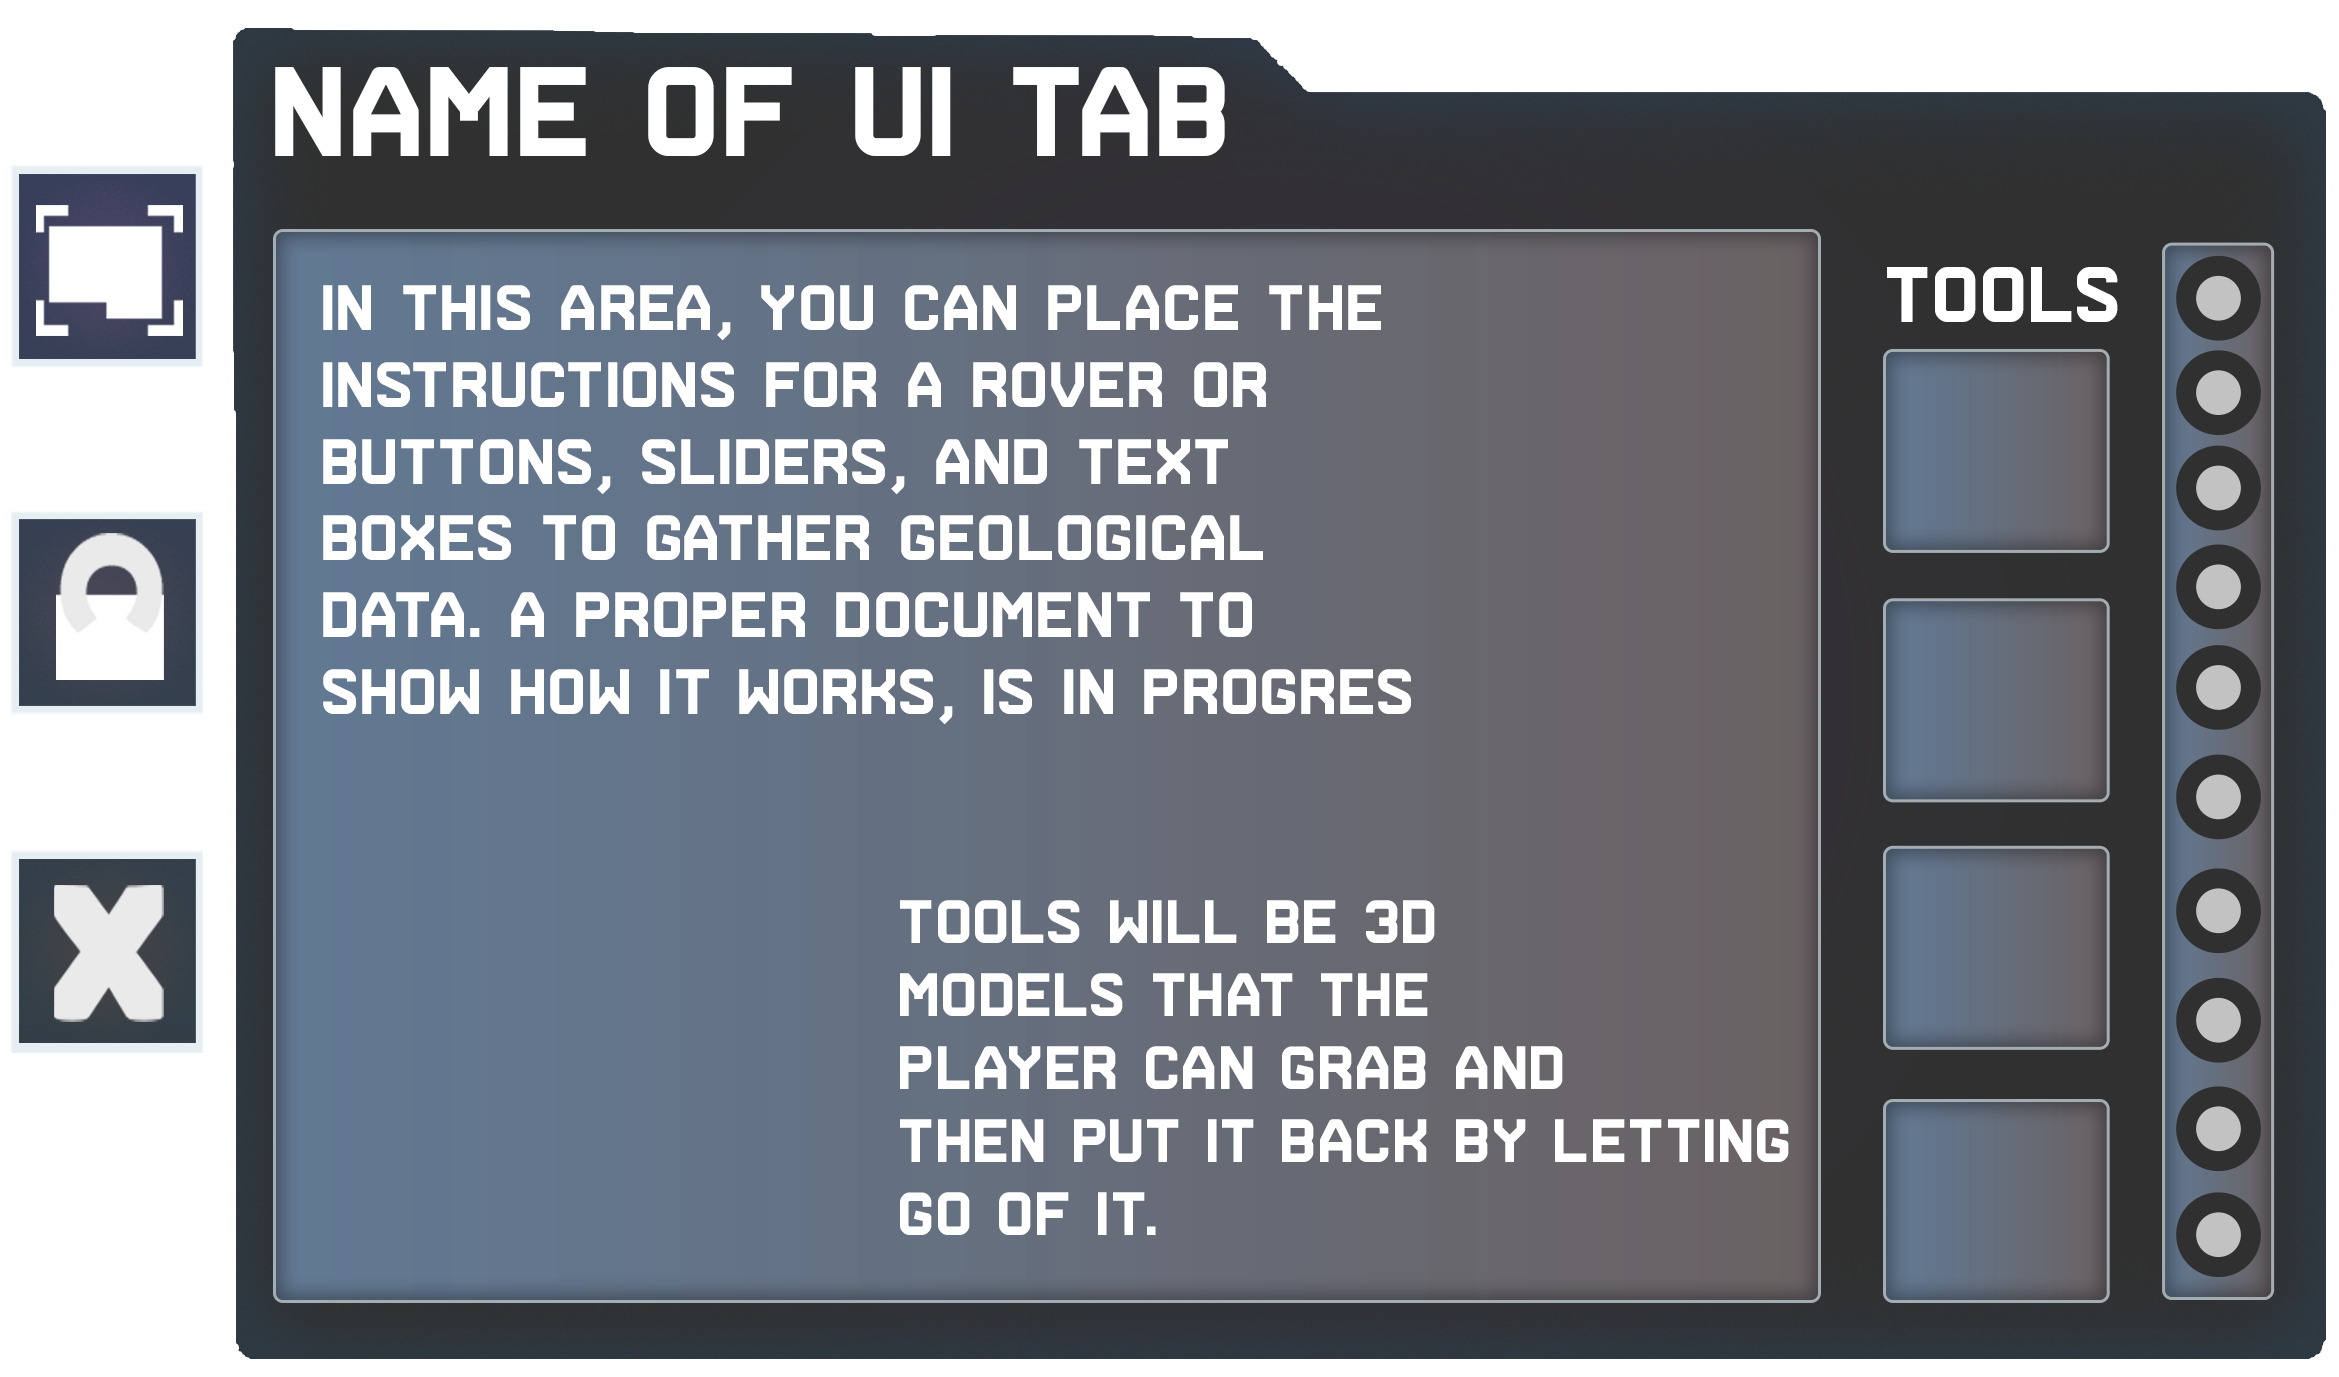 NAME OF UI TAB
IN THIS AREA, YOU CAN PLACE THE
INSTRUCTIONS FOR A ROVER OR
BUTTONS, SLIDERS, AND TEXT
BOXES TO GATHER GEOLOGICAL
DATA. A PROPER DOCUMENT TO
SHOW HOW IT WORKS, IS IN PROGRES
TOOLS WILL BE 3D
MODELS THAT THE
PLAYER CAN GRAB AND
THEN PUT IT BACK BY LETTING
GO OF IT.
TOOLS